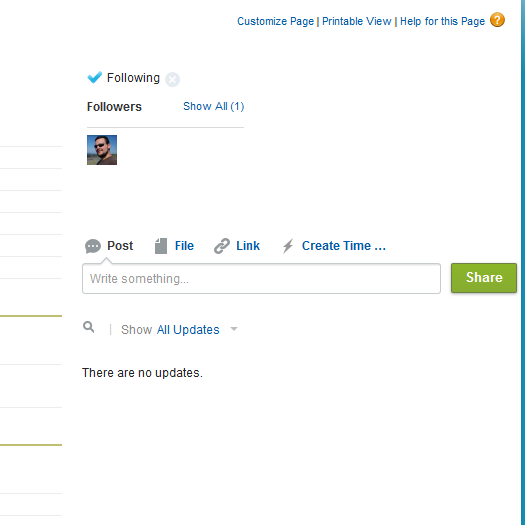 Customize Page | Printable View | Help for this Page ?
Following
Followers Show All (1)
Post File Link Create Time ...
Write something... Share
Show All Updates
There are no updates.